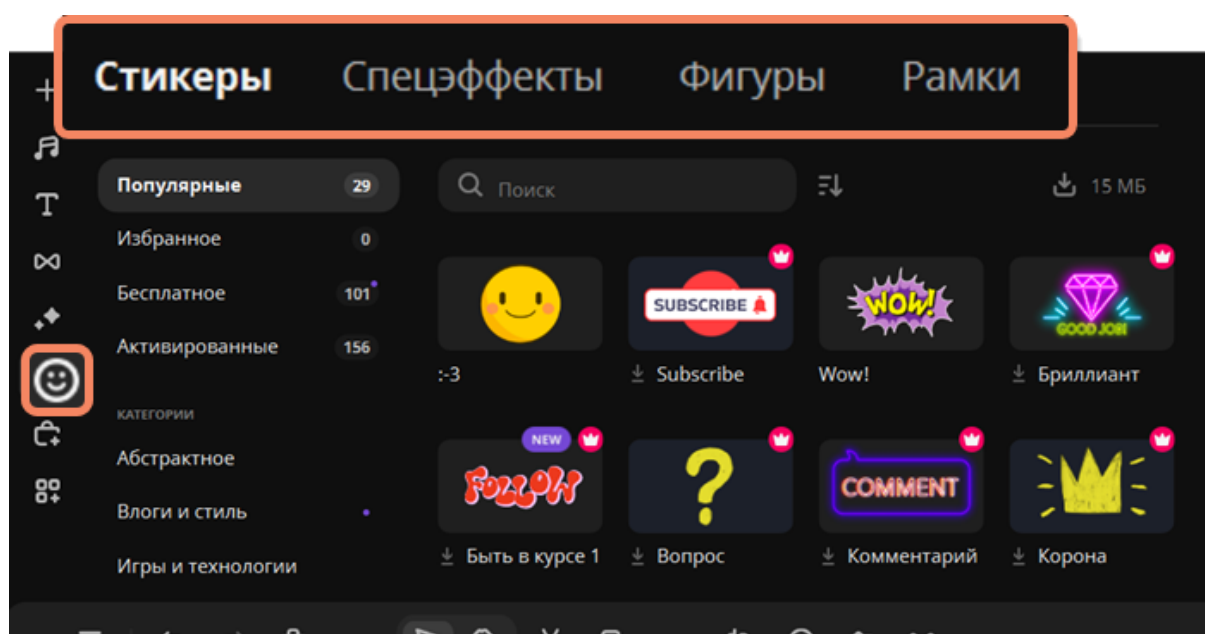 Стикеры Спецэффекты Фигуры Рамки
Популярные 29
Поиск
15 МБ
Избранное 0
Бесплатное 101
Активированные 156
КАТЕГОРИИ
Абстрактное
Влоги и стиль
Игры и технологии
SUBSCRIBE
WOW!
GOOD JOB!
:-3 Subscribe Wow! Бриллиант
NEW
FOLLOW
?
COMMENT
Быть в курсе 1 Вопрос Комментарий Корона